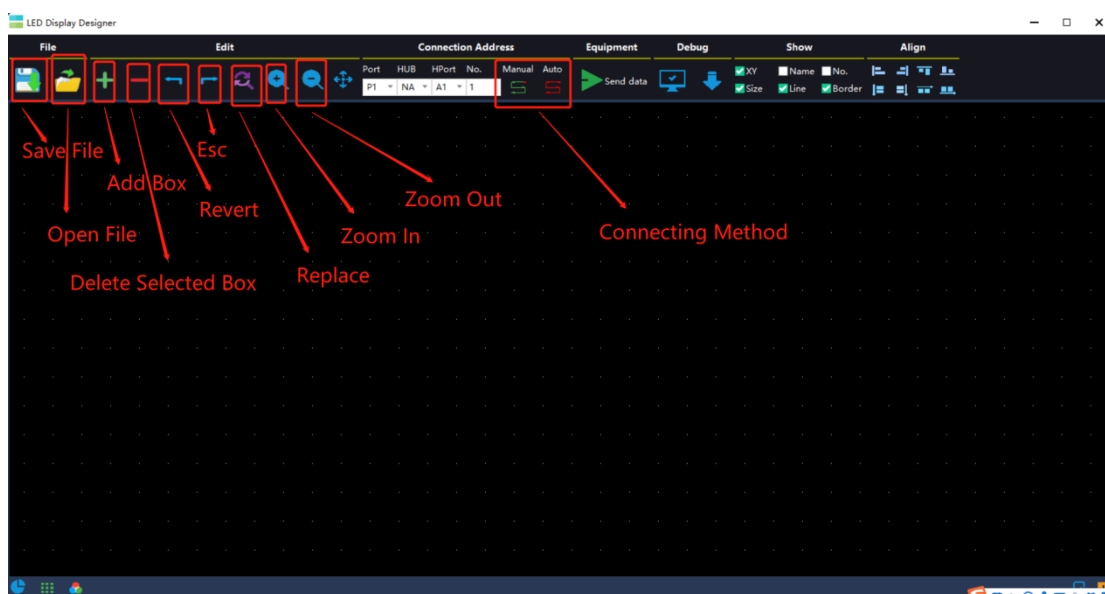 LED Display Designer
File Edit Connection Address Equipment Debug Show Align
Port HUB HPort No. Manual Auto XY Name No.
P1 NA A1 1 Send data Size Line Border
Save File Esc
Add Box Zoom Out
Revert
Open File Zoom In Connecting Method
Delete Selected Box Replace